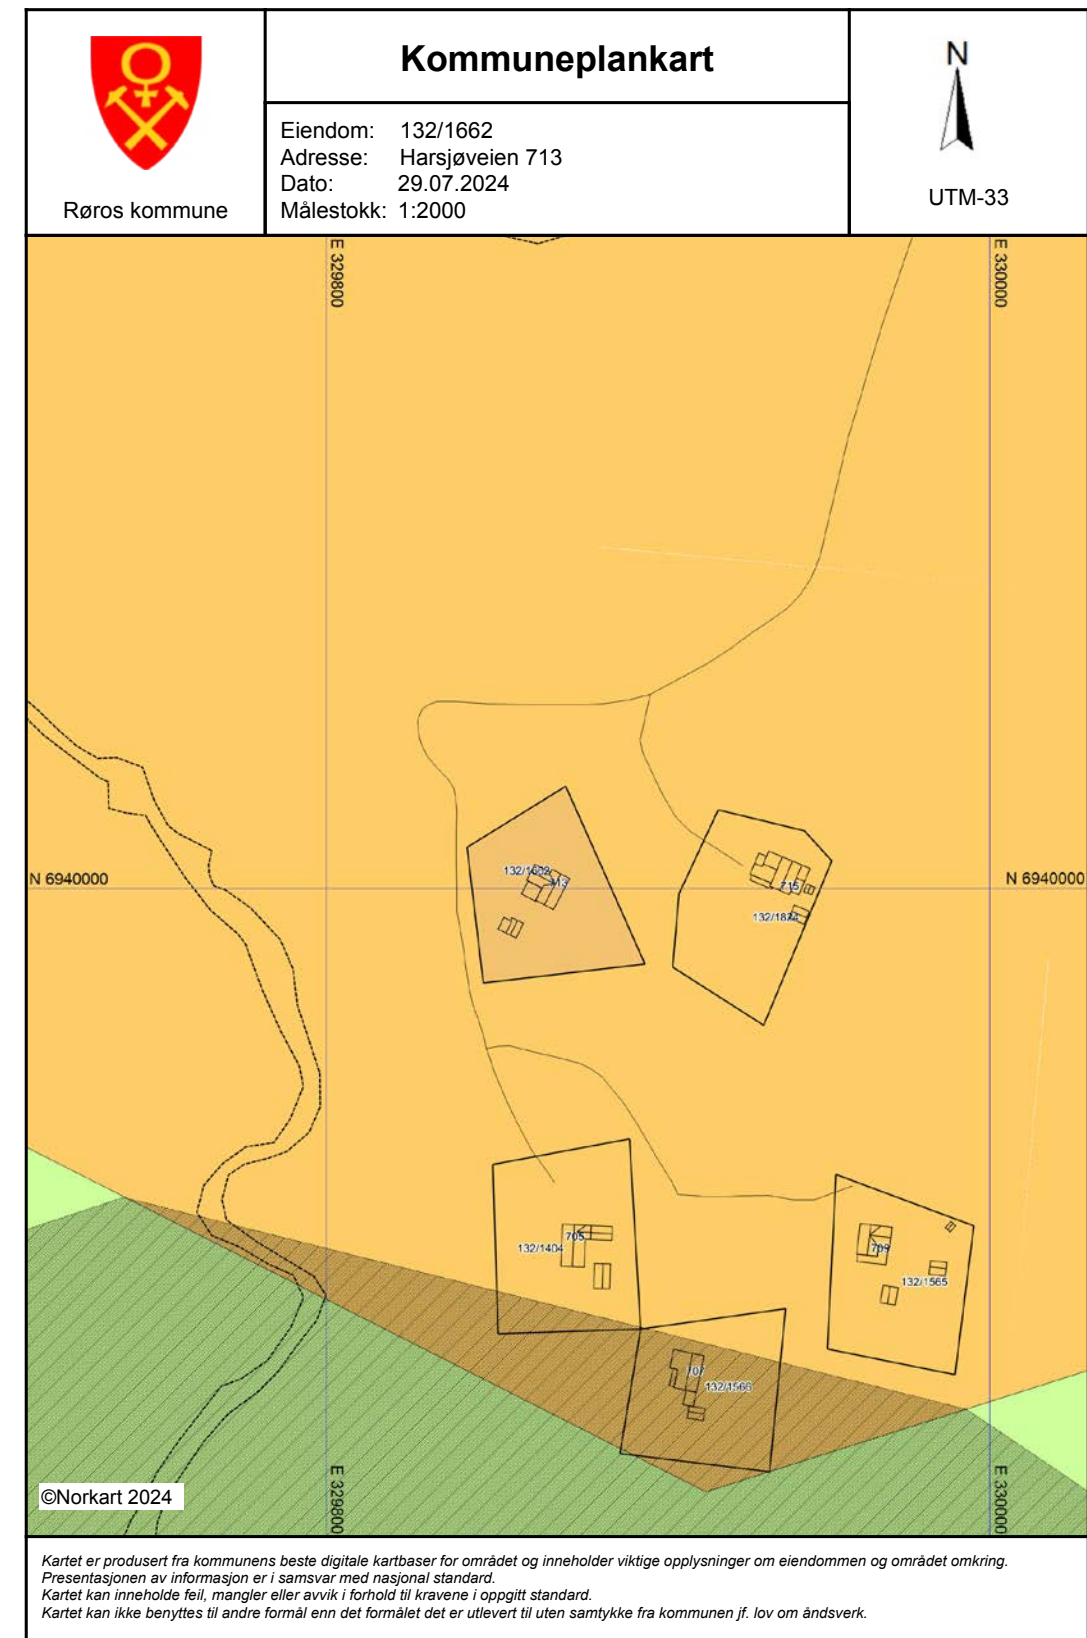 Kommuneplankart
Eiendom: 132/1662
Adresse: Harsjøveien 713
Dato: 29.07.2024
Målestokk: 1:2000
Røros kommune
N
UTM-33
E 329800
E 330000
N 6940000
N 6940000
132/1662
713
715
132/1824
705
132/1404
709
132/1565
707
132/1566
E 329800
E 330000
©Norkart 2024
Kartet er produsert fra kommunens beste digitale kartbaser for området og inneholder viktige opplysninger om eiendommen og området omkring.
Presentasjonen av informasjon er i samsvar med nasjonal standard.
Kartet kan inneholde feil, mangler eller avvik i forhold til kravene i oppgitt standard.
Kartet kan ikke benyttes til andre formål enn det formålet det er utlevert til uten samtykke fra kommunen jf. lov om åndsverk.